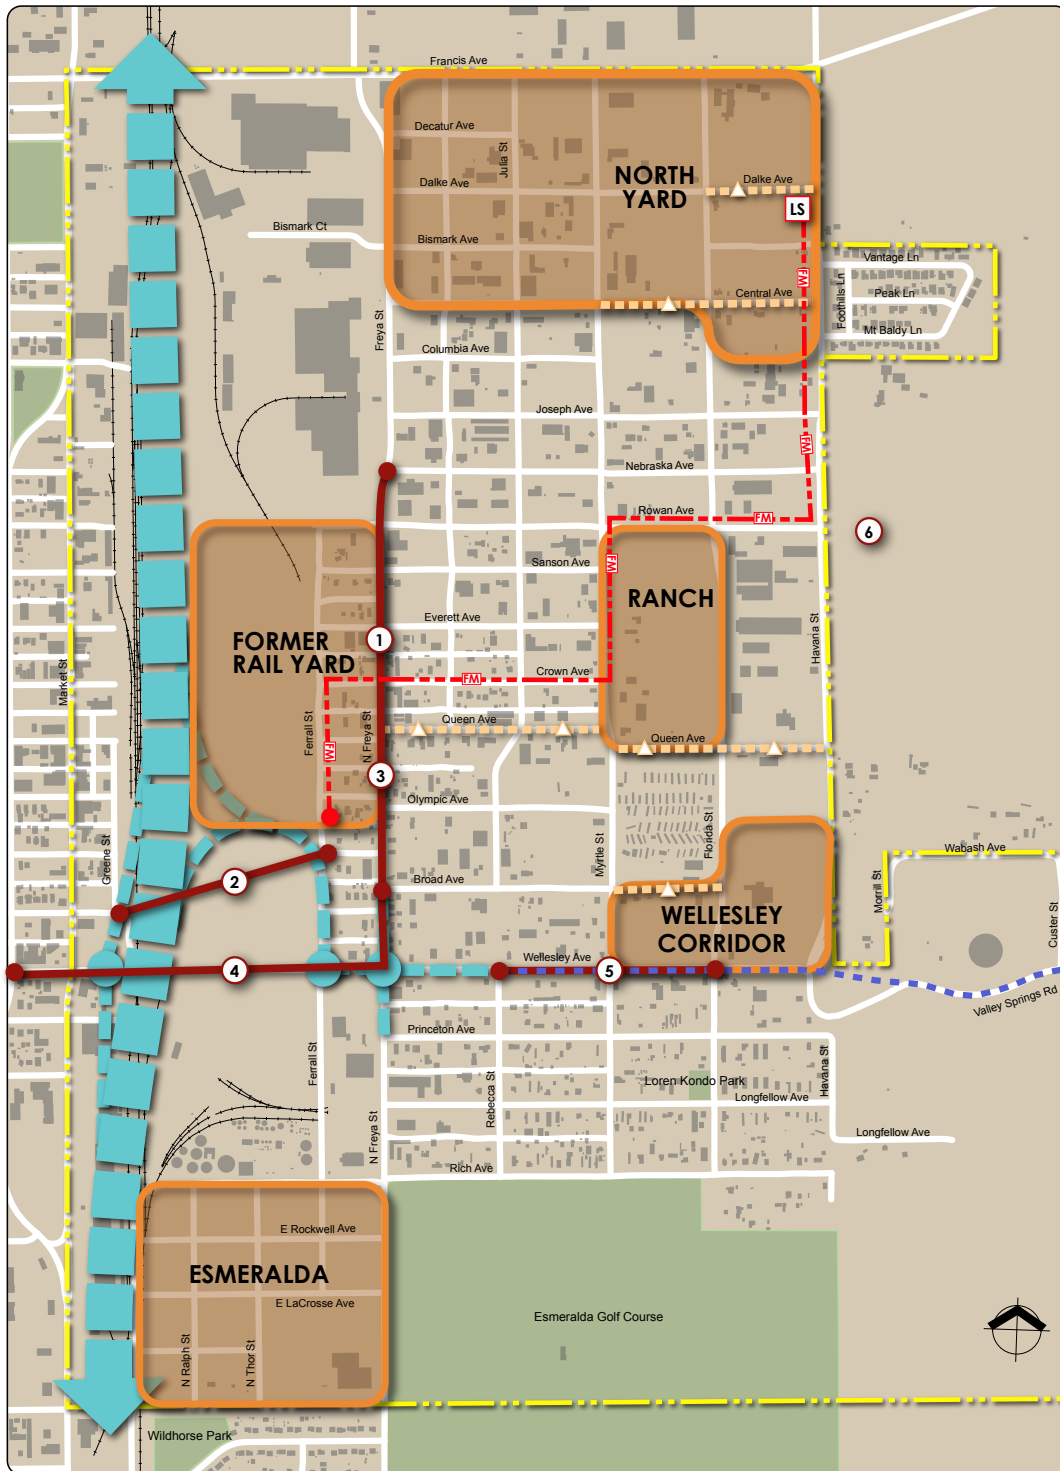 Francis Ave
Decatur Ave
Julia St
NORTH
YARD
Dalke Ave
Dalke Ave
LS
Bismark Ct
Bismark Ave
Vantage Ln
FM
Foothills Ln
Peak Ln
Central Ave
Freya St
Mt Baldy Ln
Columbia Ave
Joseph Ave
FM
Nebraska Ave
Rowan Ave
FM
6
Sanson Ave
FM
RANCH
Everett Ave
1
FORMER
RAIL YARD
Havana St
Market St
Crown Ave
FM
Ferrall St
N Freya St
Queen Ave
Queen Ave
FM
3
Olympic Ave
Florida St
Myrtle St
Greene St
Wabash Ave
2
Broad Ave
Morrill St
Custer St
WELLESLEY
CORRIDOR
Wellesley Ave
4
5
Valley Springs Rd
Princeton Ave
Ferrall St
Rebecca St
Loren Kondo Park
Havana St
Longfellow Ave
N Freya St
Longfellow Ave
Rich Ave
E Rockwell Ave
ESMERALDA
E LaCrosse Ave
Esmeralda Golf Course
N Ralph St
N Thor St
Wildhorse Park